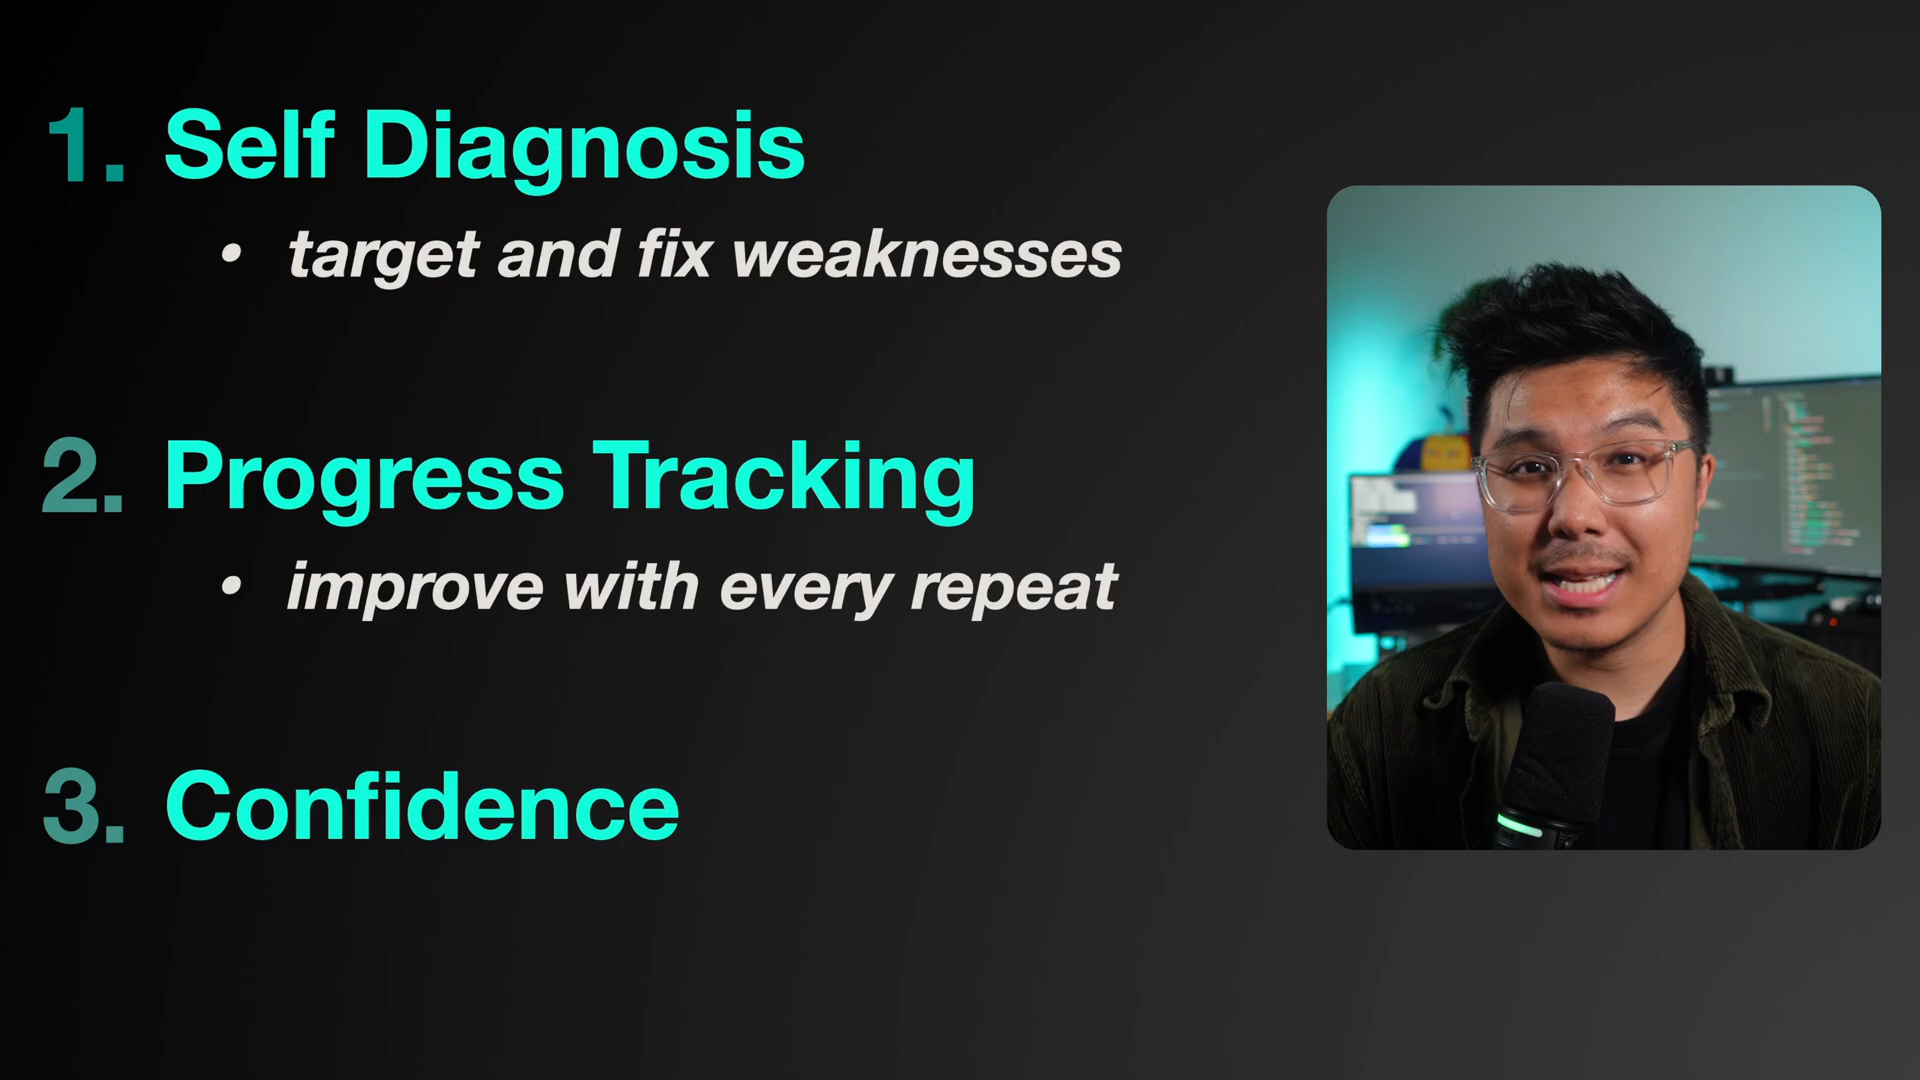 1. Self Diagnosis
• target and fix weaknesses
2. Progress Tracking
• improve with every repeat
3. Confidence